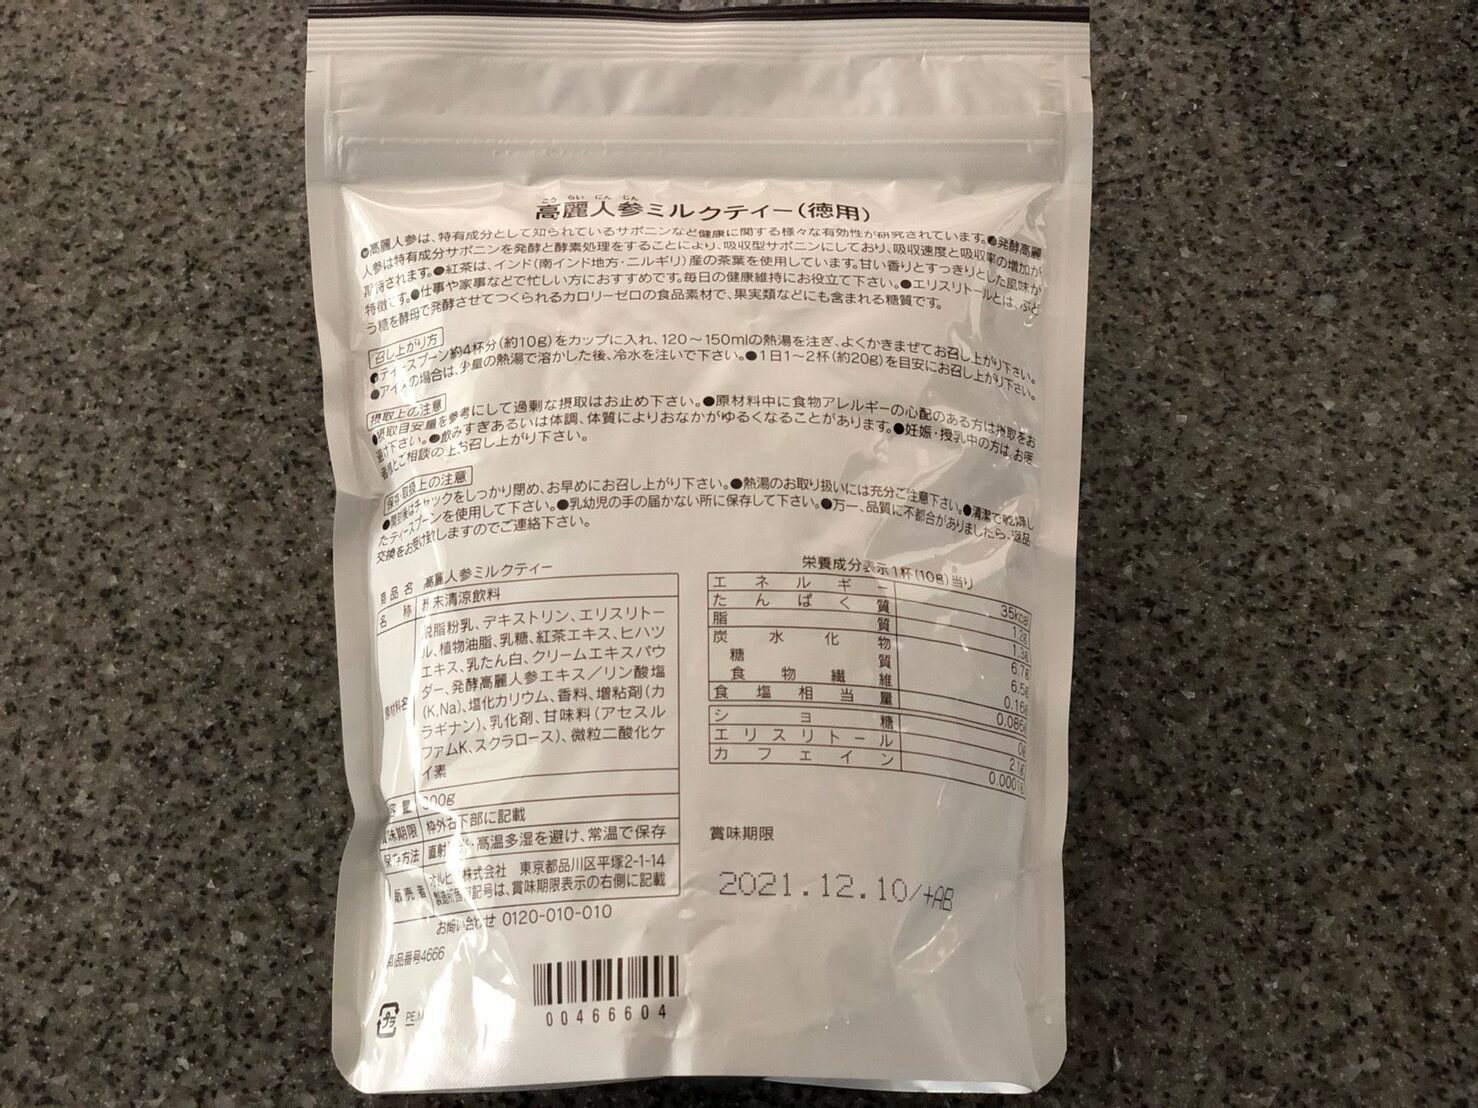 こう らい にん じん
高麗人参ミルクティー(徳用)
●高麗人参は、特有成分として知られているサポニンなど健康に関する様々な有効性が研究されています。●発酵高麗
人参は特有成分サポニンを発酵と酵素処理をすることにより、吸収型サポニンにしており、吸収速度と吸収率の増加が
期待されます。●紅茶は、インド(南インド地方・ニルギリ)産の茶葉を使用しています。甘い香りとすっきりとした風味が
特徴です。●仕事や家事などで忙しい方におすすめです。毎日の健康維持にお役立て下さい。●エリスリトールとは、ぶど
う糖を酵母で発酵させてつくられるカロリーゼロの食品素材で、果実類などにも含まれる糖質です。
召し上がり方
●ティースプーン約4杯分(約10g)をカップに入れ、120～150mlの熱湯を注ぎ、よくかきまぜてお召し上がり下さい。
●アイスの場合は、少量の熱湯で溶かした後、冷水を注いで下さい。●1日1～2杯(約20g)を目安にお召し上がり下さい。
摂取上の注意
●摂取目安量を参考にして過剰な摂取はお止め下さい。●原材料中に食物アレルギーの心配のある方は摂取をお
避け下さい。●飲みすぎあるいは体調、体質によりおなかがゆるくなることがあります。●妊娠・授乳中の方は、お医
者様とご相談の上お召し上がり下さい。
保存・取扱上の注意
●開封後はチャックをしっかり閉め、お早めにお召し上がり下さい。●熱湯のお取り扱いには充分ご注意下さい。●清潔で乾燥し
たティースプーンを使用して下さい。●乳幼児の手の届かない所に保存して下さい。●万一、品質に不都合がありましたら、返品
交換をお受け致しますのでご連絡下さい。
商品名 高麗人参ミルクティー
名称 粉末清涼飲料
原材料名 脱脂粉乳、デキストリン、エリスリトー
ル、植物油脂、乳糖、紅茶エキス、ヒハツ
エキス、乳たん白、クリームエキスパウ
ダー、発酵高麗人参エキス／リン酸塩
(K,Na)、塩化カリウム、香料、増粘剤(カ
ラギナン)、乳化剤、甘味料(アセスル
ファムK、スクラロース)、微粒二酸化ケ
イ素
容量 300g
賞味期限 枠外右下部に記載
保存方法 直射日光・高温多湿を避け、常温で保存
販売者 オルビス株式会社 東京都品川区平塚2-1-14
製造所固有記号は、賞味期限表示の右側に記載
お問い合わせ 0120-010-010
商品番号4666
プラ
PE,M
00466604
栄養成分表示1杯(10g)当り
エネルギー 35kcal
たんぱく質 1.2g
脂質 1.3g
炭水化物 6.7g
糖質 6.5g
食物繊維 0.16g
食塩相当量 0.086g
ショ糖 0g
エリスリトール 2.1g
カフェイン 0.0001g
賞味期限
2021.12.10/+AB